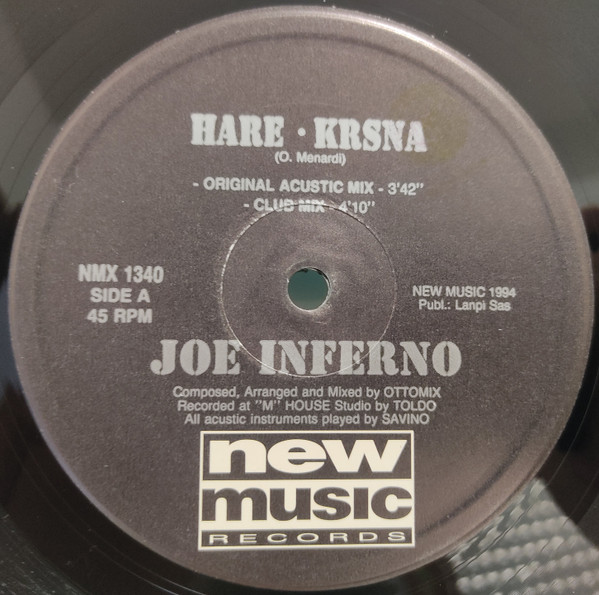 HARE · KRSNA
(O. Menardi)
- ORIGINAL ACUSTIC MIX - 3'42"
- CLUB MIX - 4'10"
NMX 1340
SIDE A
45 RPM
NEW MUSIC 1994
Publ.: Lanpi Sas
JOE INFERNO
Composed, Arranged and Mixed by OTTOMIX
Recorded at "M" HOUSE Studio by TOLDO
All acustic instruments played by SAVINO
new
music
RECORDS